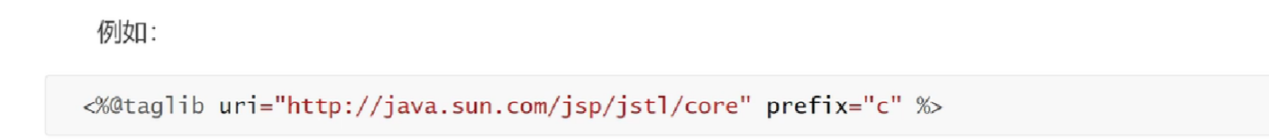 例如：
<%@taglib uri="http://java.sun.com/jsp/jstl/core" prefix="c" %>